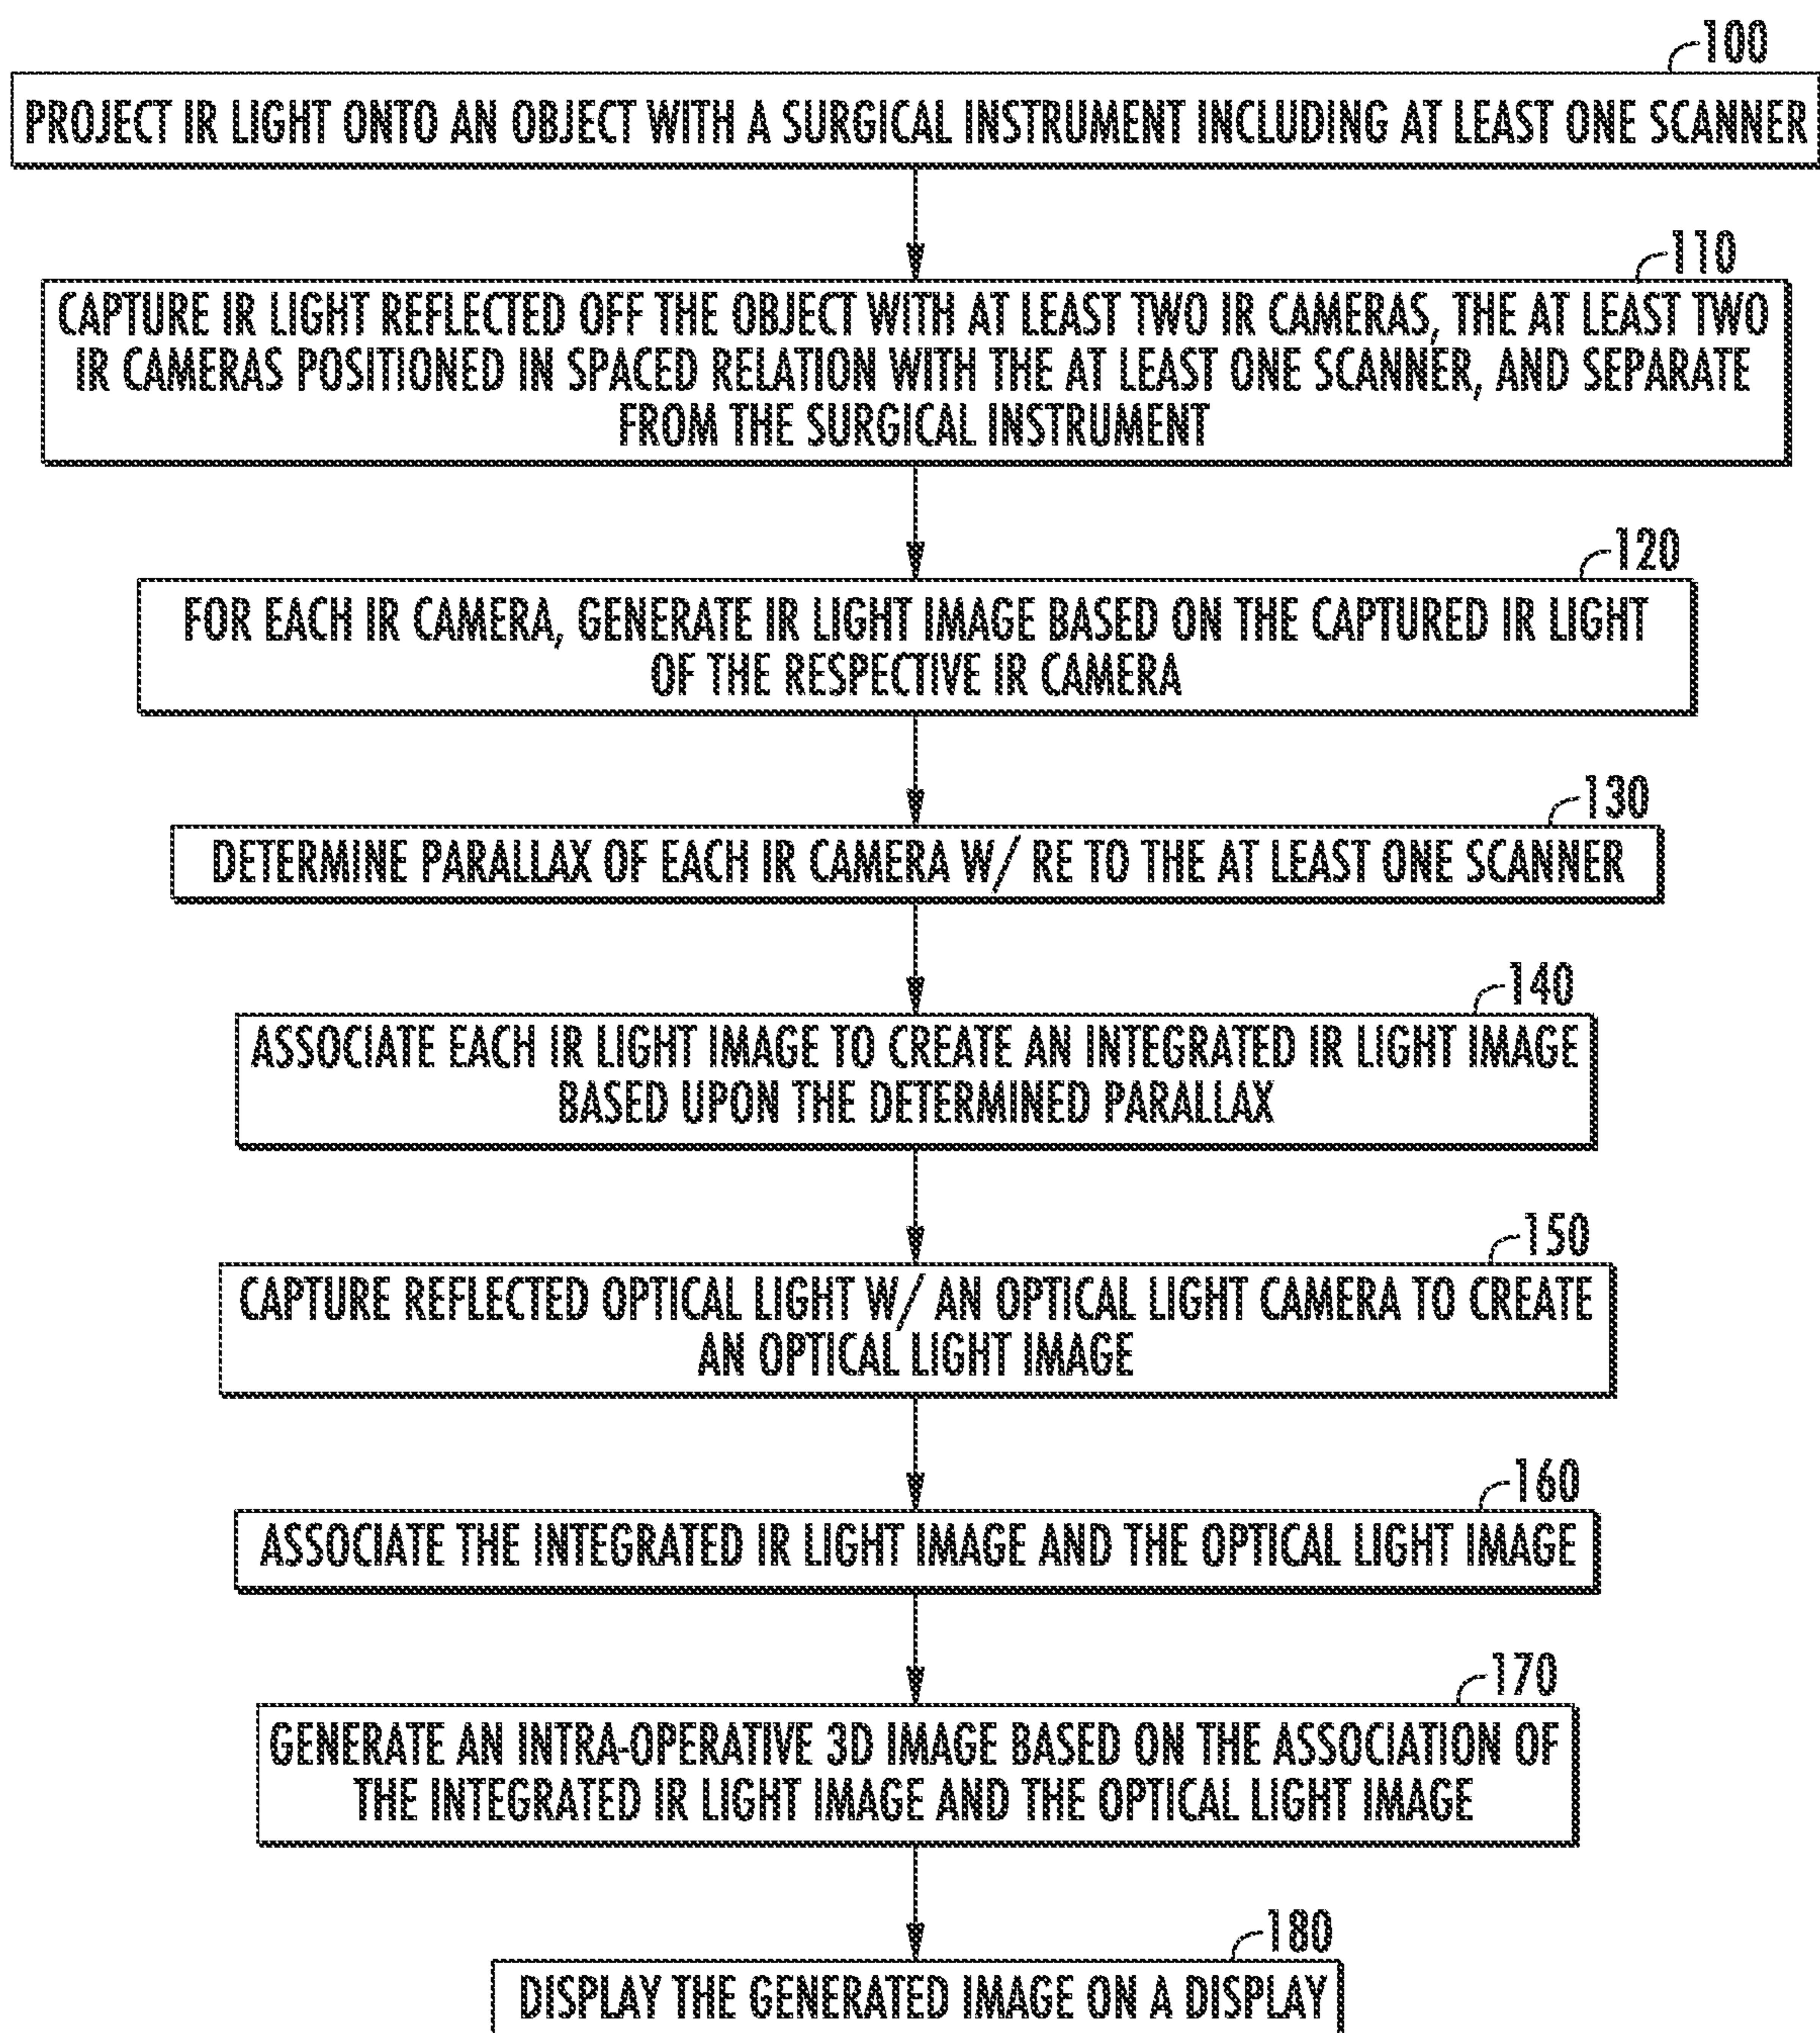 100
PROJECT IR LIGHT ONTO AN OBJECT WITH A SURGICAL INSTRUMENT INCLUDING AT LEAST ONE SCANNER
110
CAPTURE IR LIGHT REFLECTED OFF THE OBJECT WITH AT LEAST TWO IR CAMERAS, THE AT LEAST TWO
IR CAMERAS POSITIONED IN SPACED RELATION WITH THE AT LEAST ONE SCANNER, AND SEPARATE
FROM THE SURGICAL INSTRUMENT
120
FOR EACH IR CAMERA, GENERATE IR LIGHT IMAGE BASED ON THE CAPTURED IR LIGHT
OF THE RESPECTIVE IR CAMERA
130
DETERMINE PARALLAX OF EACH IR CAMERA W/ RE TO THE AT LEAST ONE SCANNER
140
ASSOCIATE EACH IR LIGHT IMAGE TO CREATE AN INTEGRATED IR LIGHT IMAGE
BASED UPON THE DETERMINED PARALLAX
150
CAPTURE REFLECTED OPTICAL LIGHT W/ AN OPTICAL LIGHT CAMERA TO CREATE
AN OPTICAL LIGHT IMAGE
160
ASSOCIATE THE INTEGRATED IR LIGHT IMAGE AND THE OPTICAL LIGHT IMAGE
170
GENERATE AN INTRA-OPERATIVE 3D IMAGE BASED ON THE ASSOCIATION OF
THE INTEGRATED IR LIGHT IMAGE AND THE OPTICAL LIGHT IMAGE
180
DISPLAY THE GENERATED IMAGE ON A DISPLAY